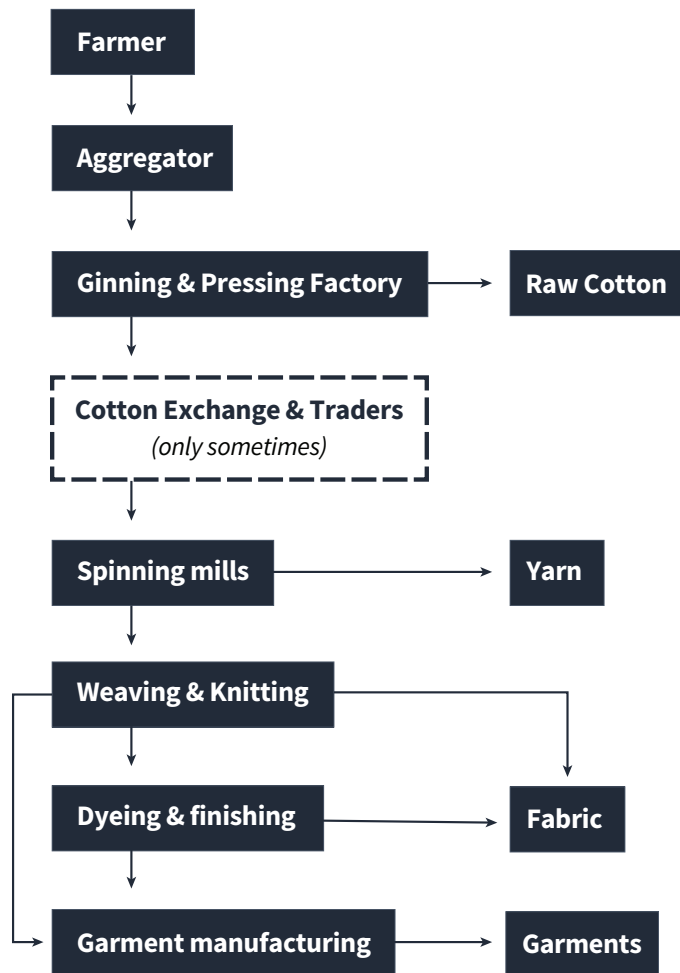 Farmer
Aggregator
Ginning & Pressing Factory
Raw Cotton
Cotton Exchange & Traders
(only sometimes)
Spinning mills
Yarn
Weaving & Knitting
Dyeing & finishing
Fabric
Garment manufacturing
Garments